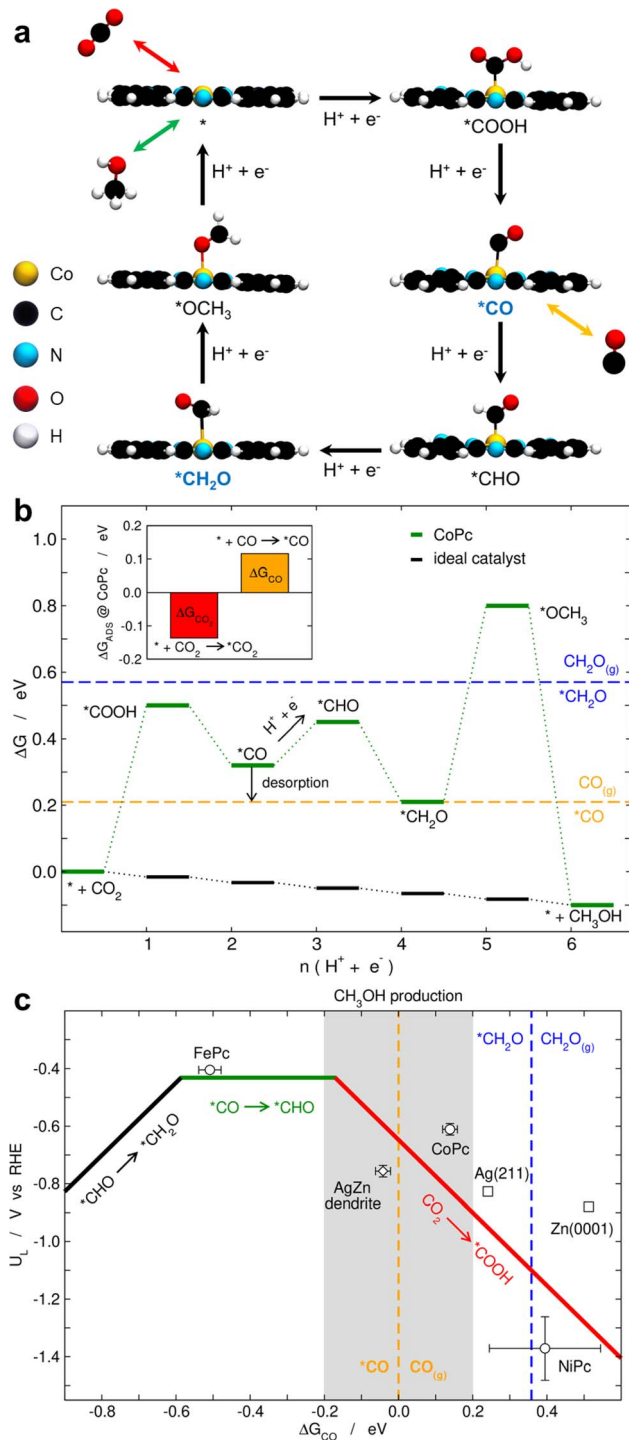 a
*
H⁺ + e⁻
*COOH
H⁺ + e⁻
H⁺ + e⁻
Co
C
N
O
H
*OCH₃
*CO
H⁺ + e⁻
H⁺ + e⁻
*CH₂O
H⁺ + e⁻
*CHO
b
ΔG / eV
1.0
0.8
0.6
0.4
0.2
0.0
ΔG_ADS @ CoPc / eV
0.2
0.1
0.0
-0.1
-0.2
* + CO → *CO
ΔG_CO
ΔG_CO₂
* + CO₂ → *CO₂
CoPc
ideal catalyst
*OCH₃
CH₂O(g)
*CH₂O
*COOH
*CO
H⁺ + e⁻
*CHO
desorption
CO(g)
*CO
*CH₂O
* + CO₂
* + CH₃OH
1 2 3 4 5 6
n ( H⁺ + e⁻ )
c
CH₃OH production
U_L / V vs RHE
-0.4
-0.6
-0.8
-1.0
-1.2
-1.4
FePc
*CH₂O
CH₂O(g)
*CO → *CHO
*CHO → *CH₂O
CoPc
AgZn
dendrite
Ag(211)
Zn(0001)
CO₂ → *COOH
*CO
CO(g)
NiPc
-0.8 -0.6 -0.4 -0.2 0.0 0.2 0.4
ΔG_CO / eV